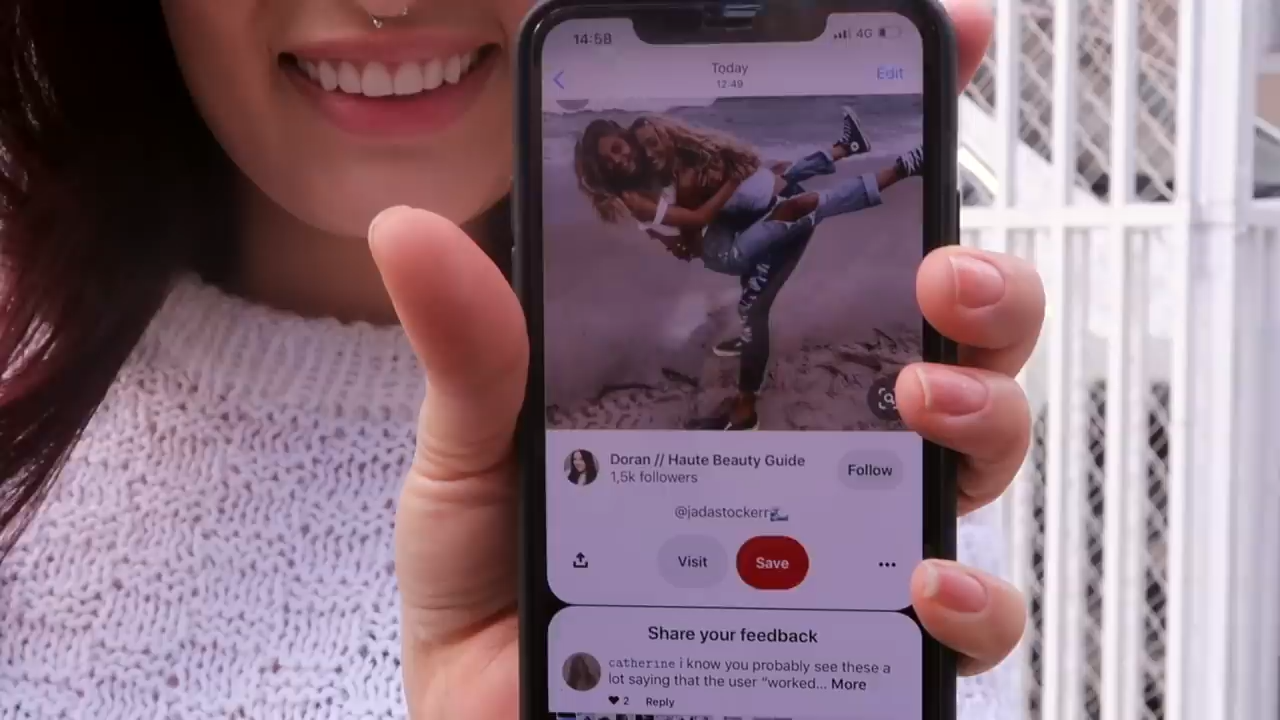 14:58
4G
Today
12:49
Edit
Doran // Haute Beauty Guide
1,5k followers
Follow
@jadastockerr
Visit
Save
Share your feedback
catherine i know you probably see these a
lot saying that the user “worked... More
2
Reply